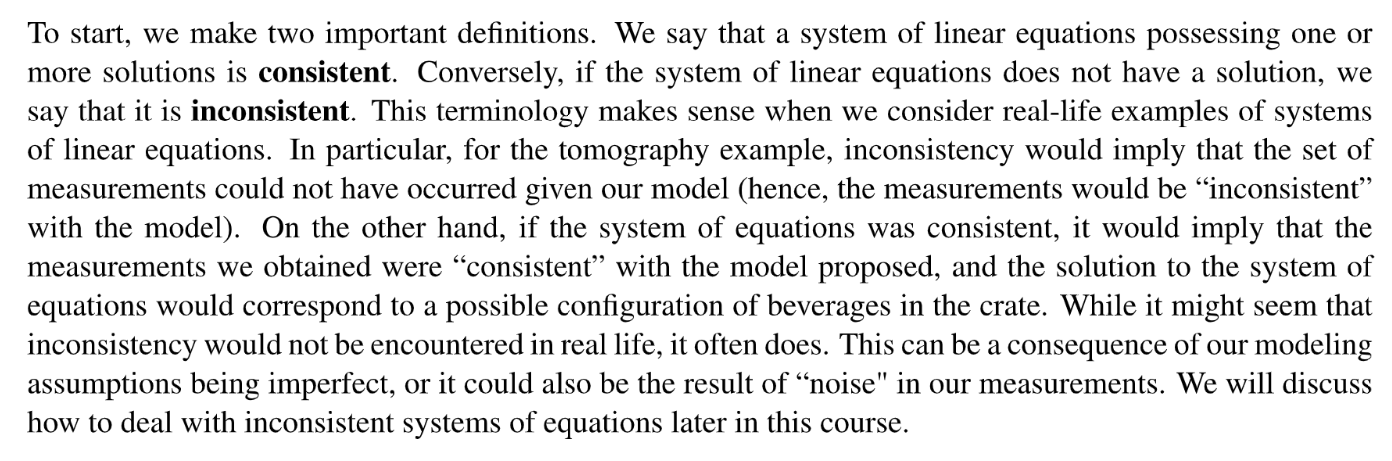 To start, we make two important definitions. We say that a system of linear equations possessing one or
more solutions is consistent. Conversely, if the system of linear equations does not have a solution, we
say that it is inconsistent. This terminology makes sense when we consider real-life examples of systems
of linear equations. In particular, for the tomography example, inconsistency would imply that the set of
measurements could not have occurred given our model (hence, the measurements would be “inconsistent”
with the model). On the other hand, if the system of equations was consistent, it would imply that the
measurements we obtained were “consistent” with the model proposed, and the solution to the system of
equations would correspond to a possible configuration of beverages in the crate. While it might seem that
inconsistency would not be encountered in real life, it often does. This can be a consequence of our modeling
assumptions being imperfect, or it could also be the result of “noise" in our measurements. We will discuss
how to deal with inconsistent systems of equations later in this course.